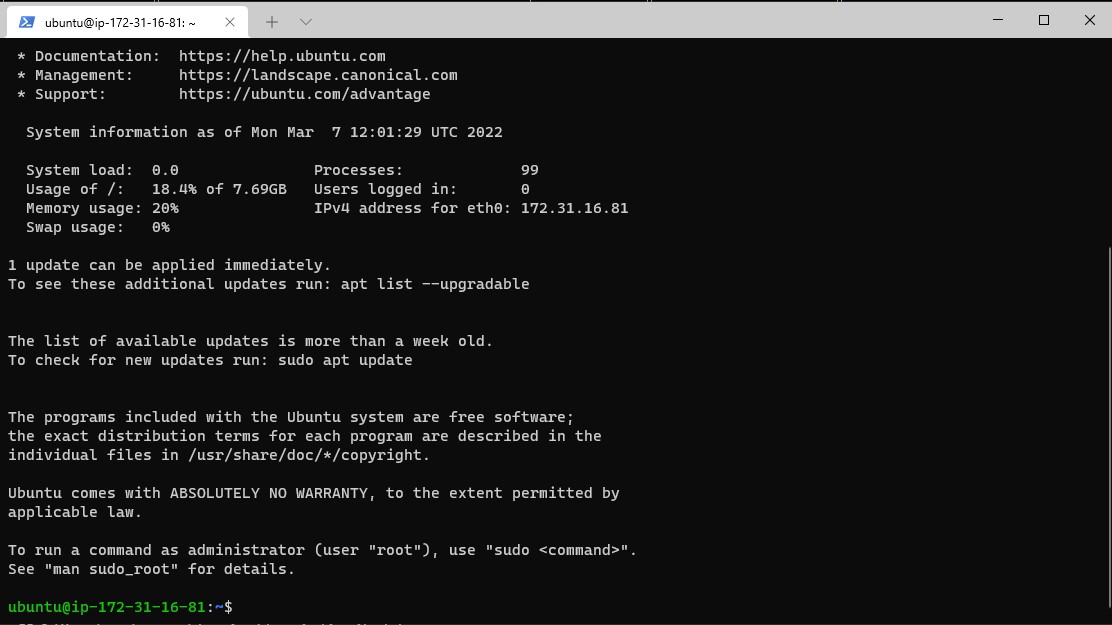 ubuntu@ip-172-31-16-81: ~
* Documentation:  https://help.ubuntu.com
* Management:     https://landscape.canonical.com
* Support:        https://ubuntu.com/advantage
System information as of Mon Mar  7 12:01:29 UTC 2022
System load:  0.0               Processes:             99
Usage of /:   18.4% of 7.69GB   Users logged in:       0
Memory usage: 20%               IPv4 address for eth0: 172.31.16.81
Swap usage:   0%
1 update can be applied immediately.
To see these additional updates run: apt list --upgradable
The list of available updates is more than a week old.
To check for new updates run: sudo apt update
The programs included with the Ubuntu system are free software;
the exact distribution terms for each program are described in the
individual files in /usr/share/doc/*/copyright.
Ubuntu comes with ABSOLUTELY NO WARRANTY, to the extent permitted by
applicable law.
To run a command as administrator (user "root"), use "sudo <command>".
See "man sudo_root" for details.
ubuntu@ip-172-31-16-81:~$